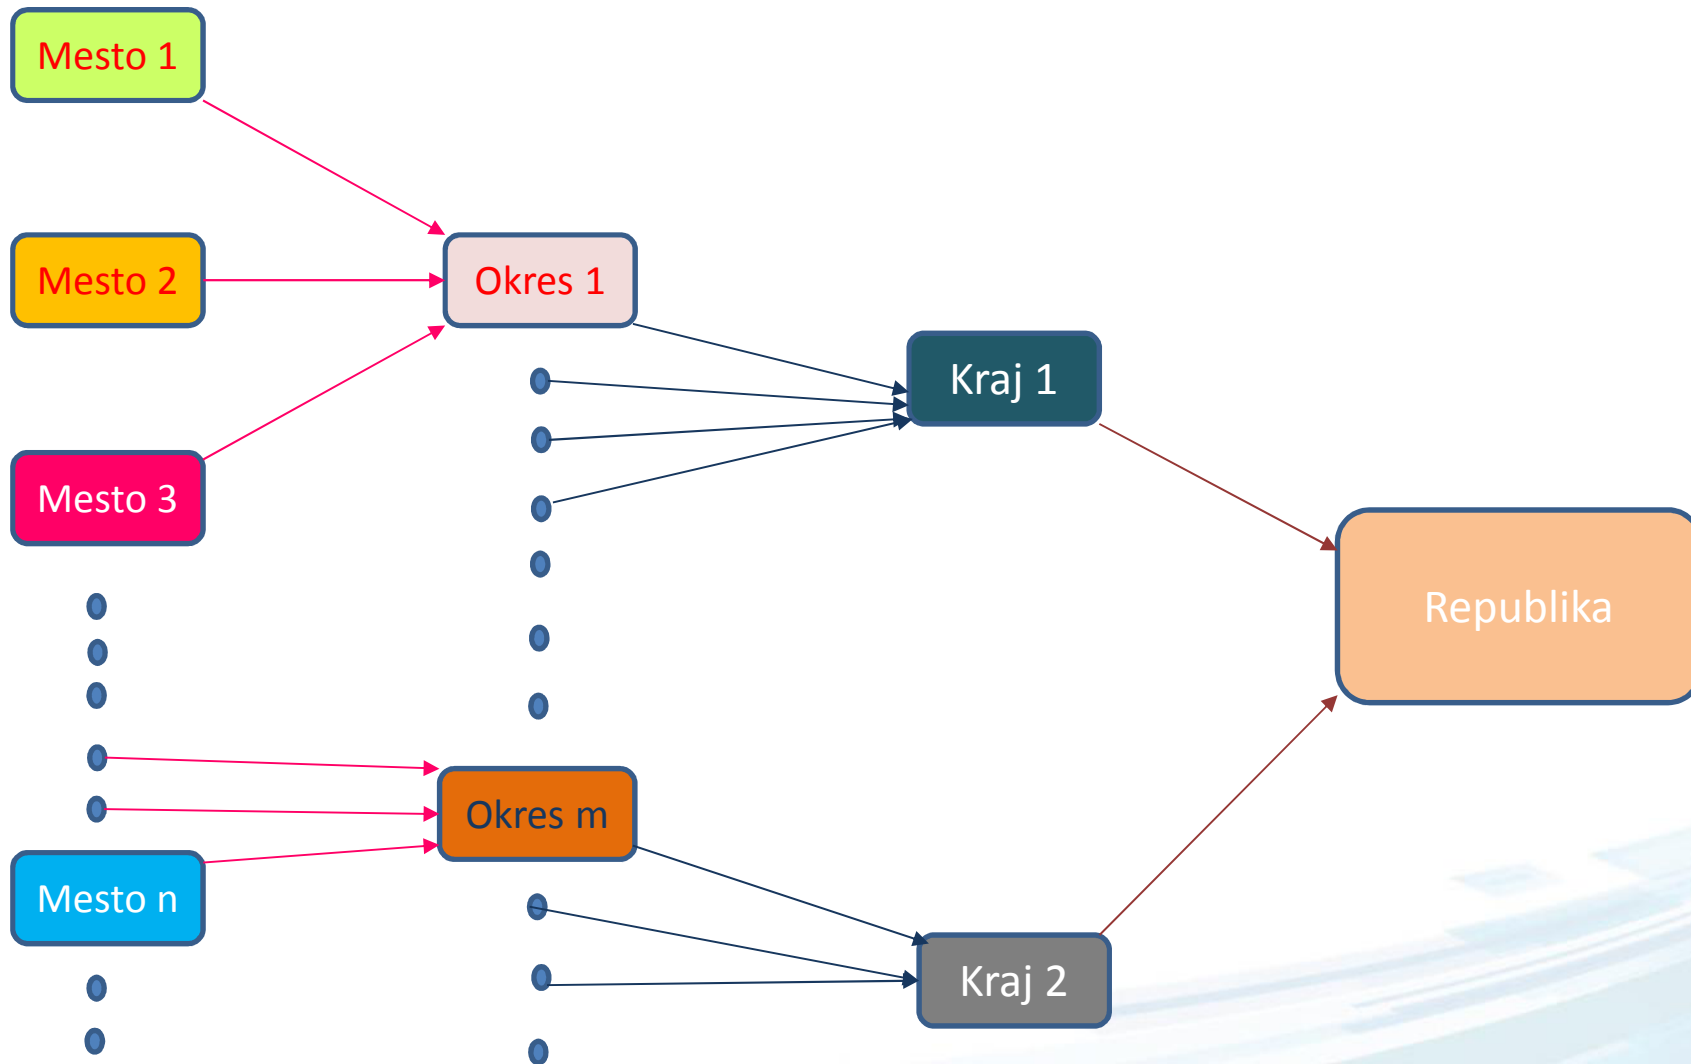 Mesto 1
Mesto 2
Okres 1
Kraj 1
Mesto 3
Republika
Okres m
Mesto n
Kraj 2